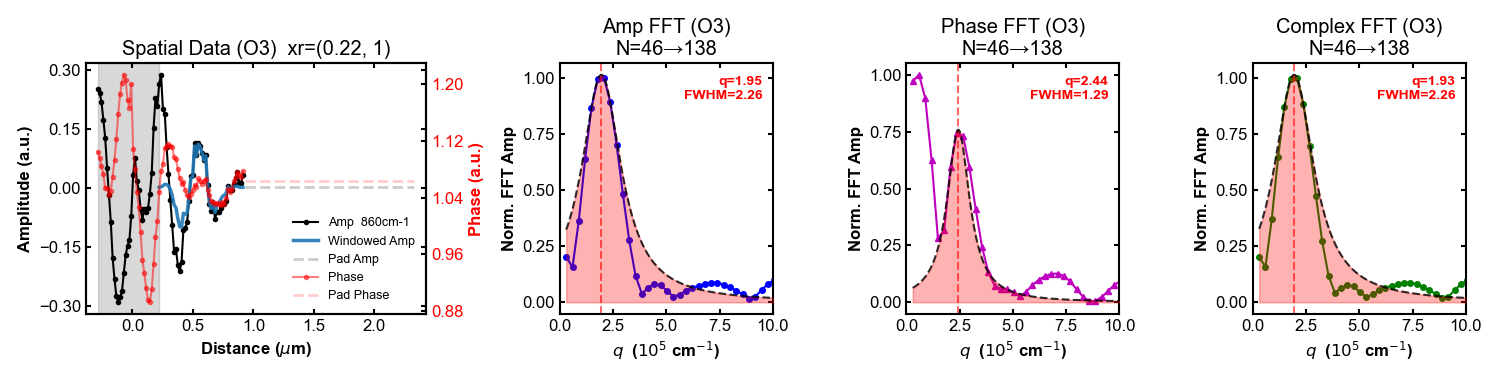 Spatial Data (O3)  xr=(0.22, 1)
0.30
0.15
0.00
−0.15
−0.30
Amplitude (a.u.)
0.0
0.5
1.0
1.5
2.0
Distance (μm)
1.20
1.12
1.04
0.96
0.88
Phase (a.u.)
Amp  860cm-1
Windowed Amp
Pad Amp
Phase
Pad Phase
Amp FFT (O3)
N=46→138
q=1.95
FWHM=2.26
1.00
0.75
0.50
0.25
0.00
Norm. FFT Amp
0.0
2.5
5.0
7.5
10.0
q (10⁵ cm⁻¹)
Phase FFT (O3)
N=46→138
q=2.44
FWHM=1.29
1.00
0.75
0.50
0.25
0.00
Norm. FFT Amp
0.0
2.5
5.0
7.5
10.0
q (10⁵ cm⁻¹)
Complex FFT (O3)
N=46→138
q=1.93
FWHM=2.26
1.00
0.75
0.50
0.25
0.00
Norm. FFT Amp
0.0
2.5
5.0
7.5
10.0
q (10⁵ cm⁻¹)